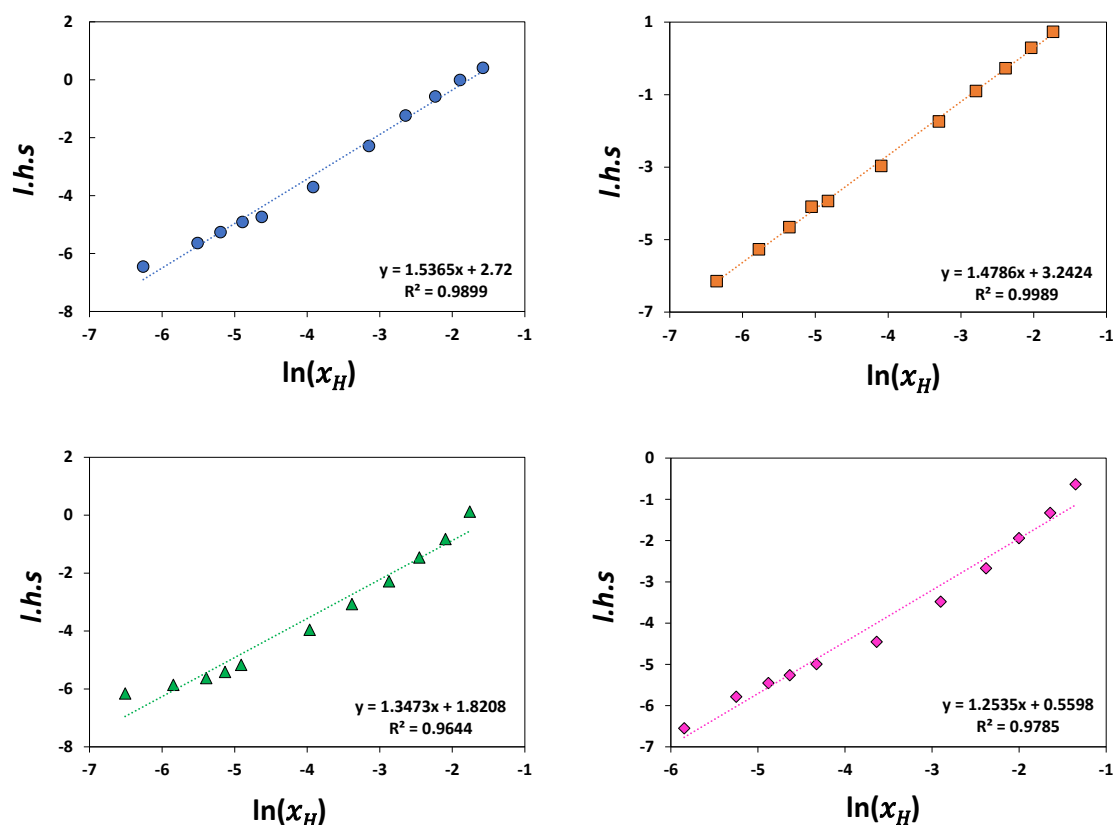 2
0
-2
-4
-6
-8
l.h.s
y = 1.5365x + 2.72
R² = 0.9899
-7 -6 -5 -4 -3 -2 -1
ln(x_H)
1
-1
-3
-5
-7
l.h.s
y = 1.4786x + 3.2424
R² = 0.9989
-7 -6 -5 -4 -3 -2 -1
ln(x_H)
2
0
-2
-4
-6
-8
l.h.s
y = 1.3473x + 1.8208
R² = 0.9644
-7 -6 -5 -4 -3 -2 -1
ln(x_H)
0
-1
-2
-3
-4
-5
-6
-7
l.h.s
y = 1.2535x + 0.5598
R² = 0.9785
-6 -5 -4 -3 -2 -1
ln(x_H)